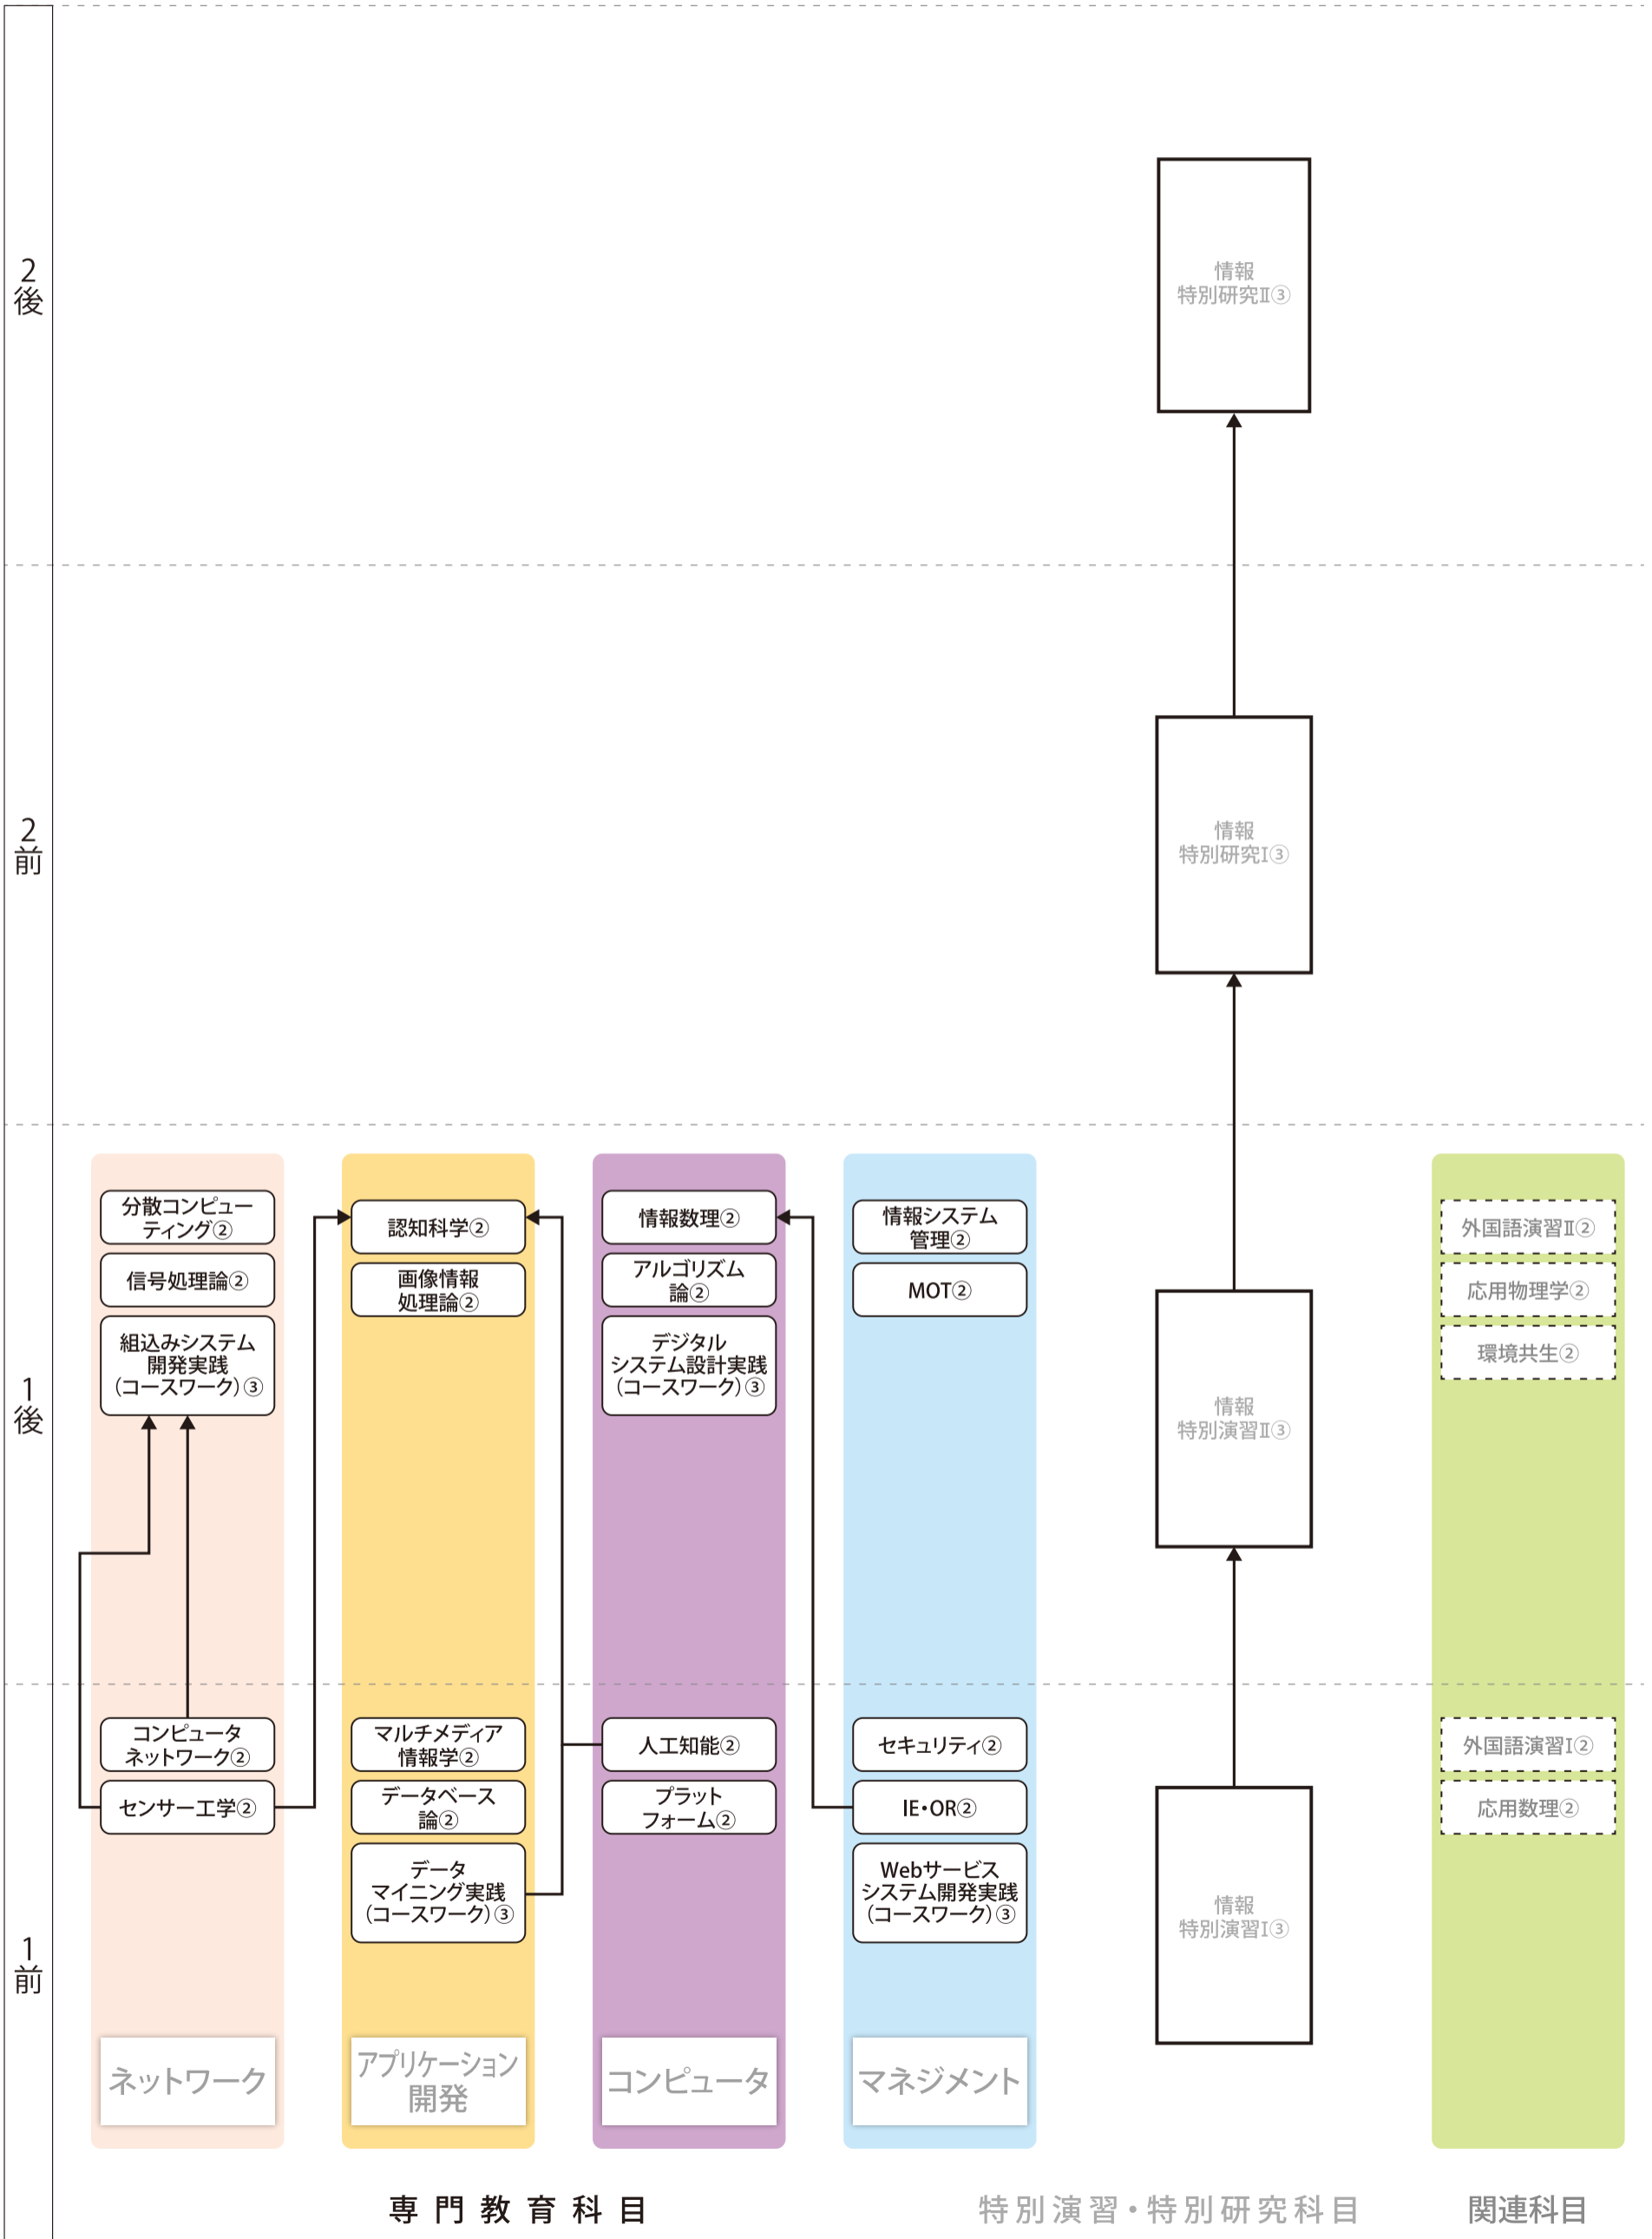 2後
情報
特別研究Ⅱ③
2前
情報
特別研究Ⅰ③
1後
分散コンピュー
ティング②
信号処理論②
組込みシステム
開発実践
（コースワーク）③
認知科学②
画像情報
処理論②
情報数理②
アルゴリズム
論②
デジタル
システム設計実践
（コースワーク）③
情報システム
管理②
MOT②
情報
特別演習Ⅱ③
外国語演習Ⅱ②
応用物理学②
環境共生②
1前
コンピュータ
ネットワーク②
センサー工学②
マルチメディア
情報学②
データベース
論②
データ
マイニング実践
（コースワーク）③
人工知能②
プラット
フォーム②
セキュリティ②
IE・OR②
Webサービス
システム開発実践
（コースワーク）③
情報
特別演習Ⅰ③
外国語演習Ⅰ②
応用数理②
ネットワーク
アプリケーション
開発
コンピュータ
マネジメント
専門教育科目
特別演習・特別研究科目
関連科目